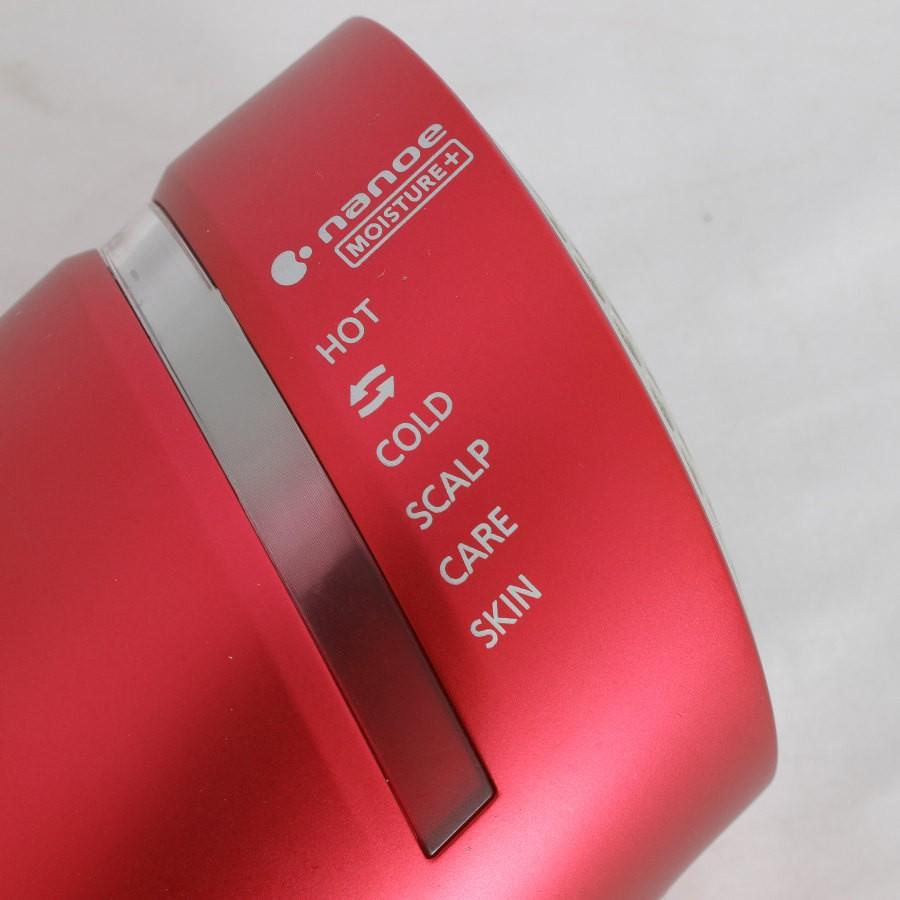 nanoe
MOISTURE+
HOT
COLD
SCALP
CARE
SKIN